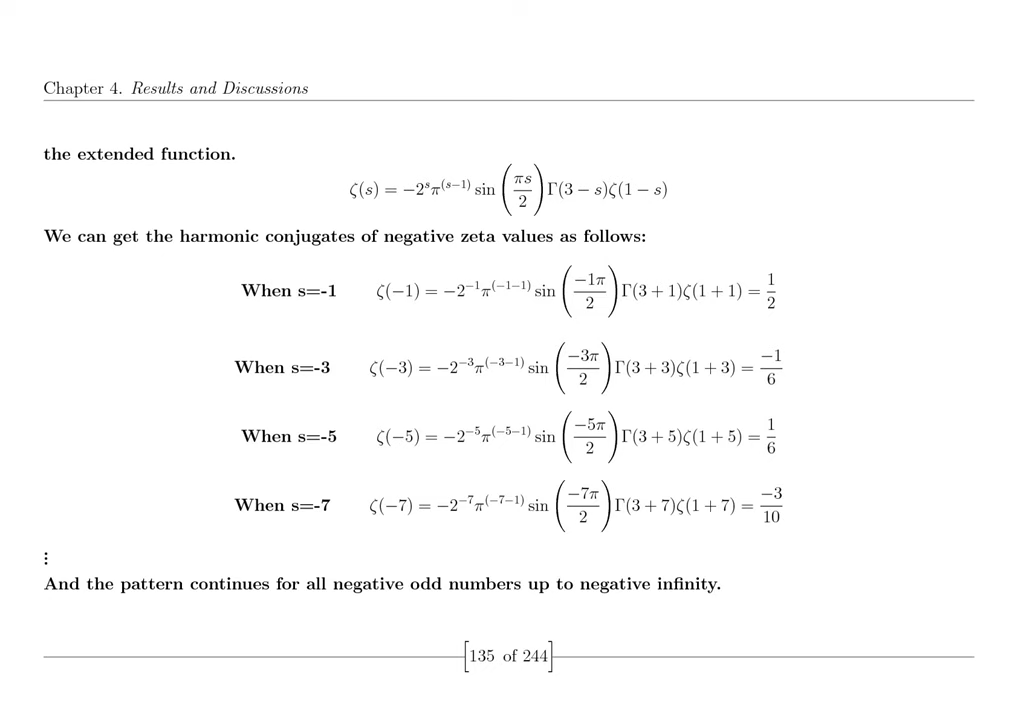 Chapter 4. Results and Discussions
the extended function.
ζ(s) = −2^s π^(s−1) sin(πs/2) Γ(3 − s)ζ(1 − s)
We can get the harmonic conjugates of negative zeta values as follows:
When s=-1 ζ(−1) = −2^−1 π^(−1−1) sin(−1π/2) Γ(3 + 1)ζ(1 + 1) = 1/2
When s=-3 ζ(−3) = −2^−3 π^(−3−1) sin(−3π/2) Γ(3 + 3)ζ(1 + 3) = −1/6
When s=-5 ζ(−5) = −2^−5 π^(−5−1) sin(−5π/2) Γ(3 + 5)ζ(1 + 5) = 1/6
When s=-7 ζ(−7) = −2^−7 π^(−7−1) sin(−7π/2) Γ(3 + 7)ζ(1 + 7) = −3/10
⋮
And the pattern continues for all negative odd numbers up to negative infinity.
[135 of 244]